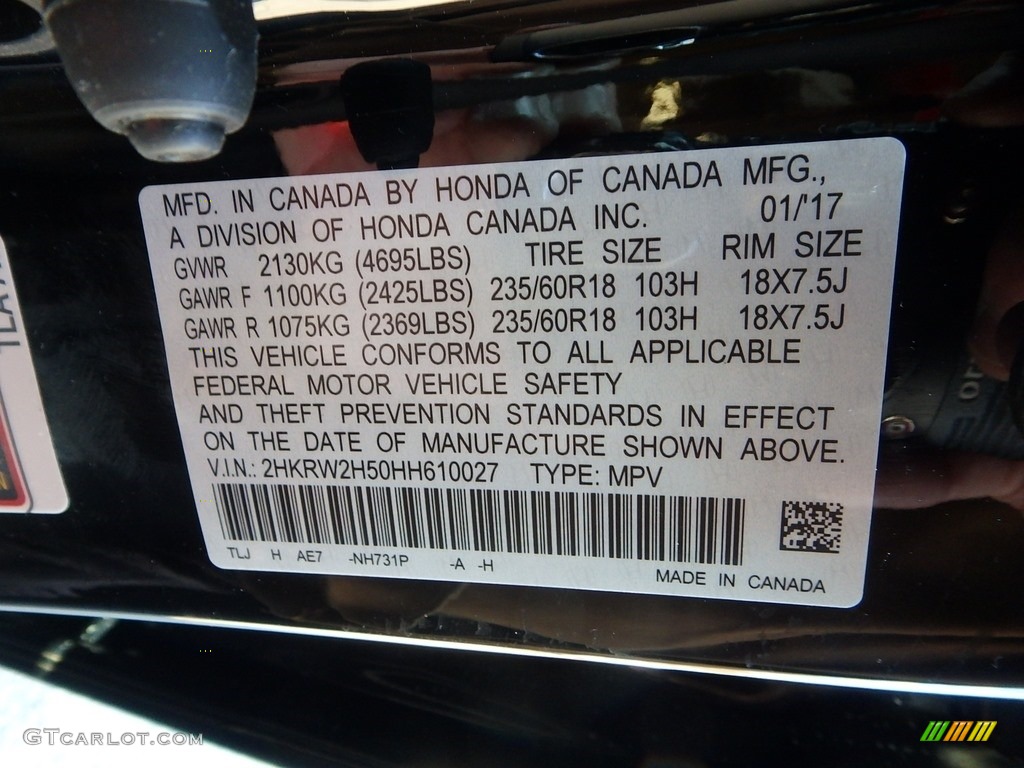 MFD. IN CANADA BY HONDA OF CANADA MFG.,
A DIVISION OF HONDA CANADA INC. 01/'17
GVWR 2130KG (4695LBS) TIRE SIZE RIM SIZE
GAWR F 1100KG (2425LBS) 235/60R18 103H 18X7.5J
GAWR R 1075KG (2369LBS) 235/60R18 103H 18X7.5J
THIS VEHICLE CONFORMS TO ALL APPLICABLE
FEDERAL MOTOR VEHICLE SAFETY
AND THEFT PREVENTION STANDARDS IN EFFECT
ON THE DATE OF MANUFACTURE SHOWN ABOVE.
V.I.N.: 2HKRW2H50HH610027 TYPE: MPV
TLJ H AE7 -NH731P -A -H
MADE IN CANADA
GTcarlot.com